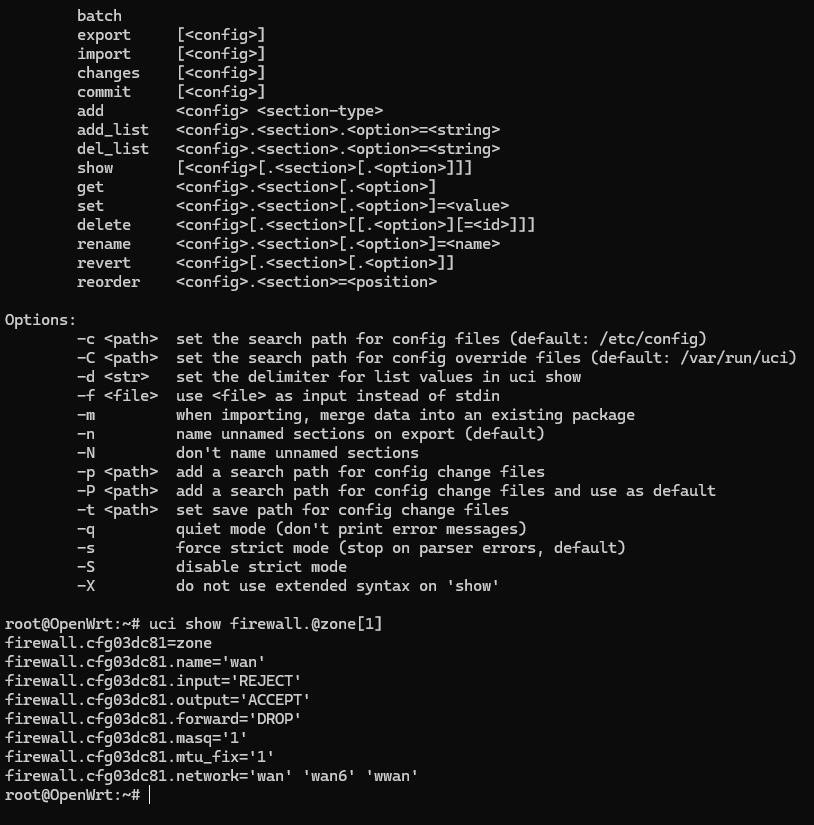 batch
export     [<config>]
import     [<config>]
changes    [<config>]
commit     [<config>]
add        <config> <section-type>
add_list   <config>.<section>.<option>=<string>
del_list   <config>.<section>.<option>=<string>
show       [<config>[.<section>[.<option>]]]
get        <config>.<section>[.<option>]
set        <config>.<section>[.<option>]=<value>
delete     <config>[.<section>[[.<option>][=<id>]]]
rename     <config>.<section>[.<option>]=<name>
revert     <config>[.<section>[.<option>]]
reorder    <config>.<section>=<position>
Options:
-c <path>  set the search path for config files (default: /etc/config)
-C <path>  set the search path for config override files (default: /var/run/uci)
-d <str>   set the delimiter for list values in uci show
-f <file>  use <file> as input instead of stdin
-m         when importing, merge data into an existing package
-n         name unnamed sections on export (default)
-N         don't name unnamed sections
-p <path>  add a search path for config change files
-P <path>  add a search path for config change files and use as default
-t <path>  set save path for config change files
-q         quiet mode (don't print error messages)
-s         force strict mode (stop on parser errors, default)
-S         disable strict mode
-X         do not use extended syntax on 'show'
root@OpenWrt:~# uci show firewall.@zone[1]
firewall.cfg03dc81=zone
firewall.cfg03dc81.name='wan'
firewall.cfg03dc81.input='REJECT'
firewall.cfg03dc81.output='ACCEPT'
firewall.cfg03dc81.forward='DROP'
firewall.cfg03dc81.masq='1'
firewall.cfg03dc81.mtu_fix='1'
firewall.cfg03dc81.network='wan' 'wan6' 'wwan'
root@OpenWrt:~#